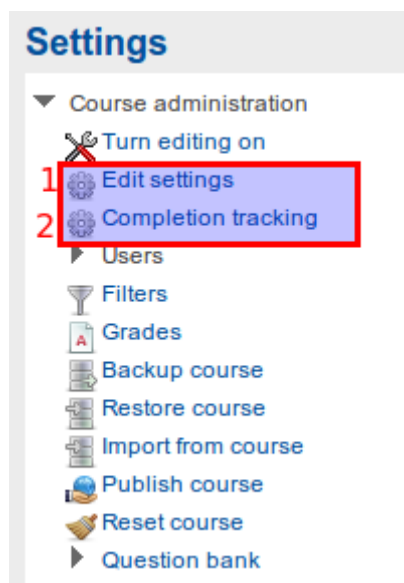 Settings
Course administration
Turn editing on
1 Edit settings
2 Completion tracking
Users
Filters
A Grades
Backup course
Restore course
Import from course
Publish course
Reset course
Question bank